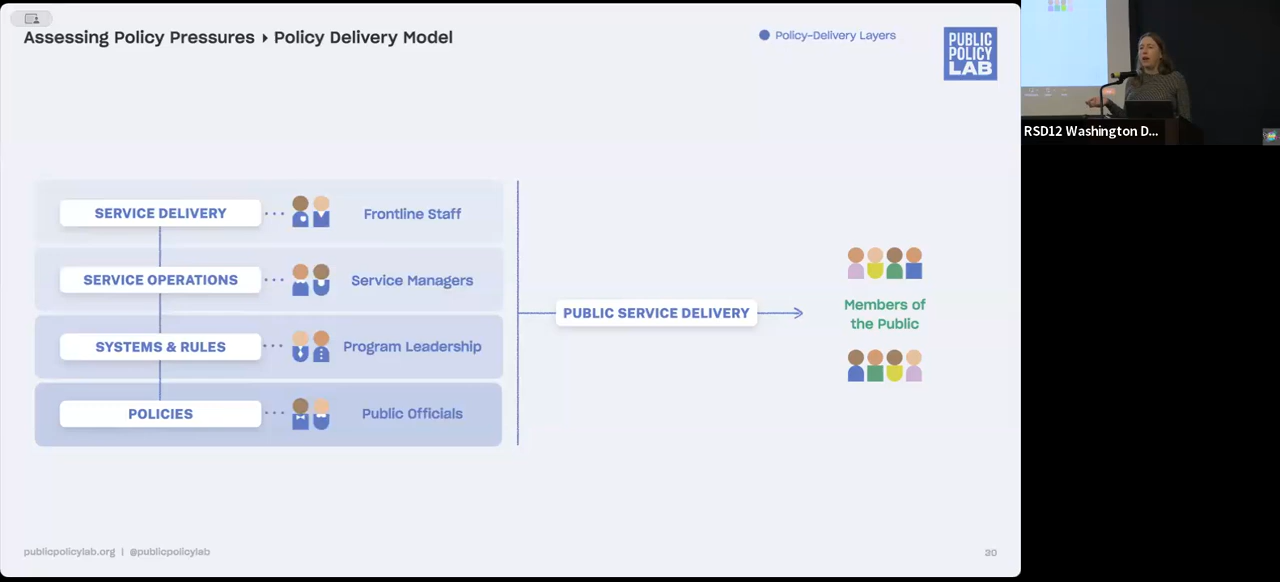 Assessing Policy Pressures ▸ Policy Delivery Model
Policy-Delivery Layers
PUBLIC
POLICY
LAB
RSD12 Washington D...
SERVICE DELIVERY
Frontline Staff
SERVICE OPERATIONS
Service Managers
SYSTEMS & RULES
Program Leadership
POLICIES
Public Officials
PUBLIC SERVICE DELIVERY
Members of
the Public
publicpolicylab.org | @publicpolicylab
30